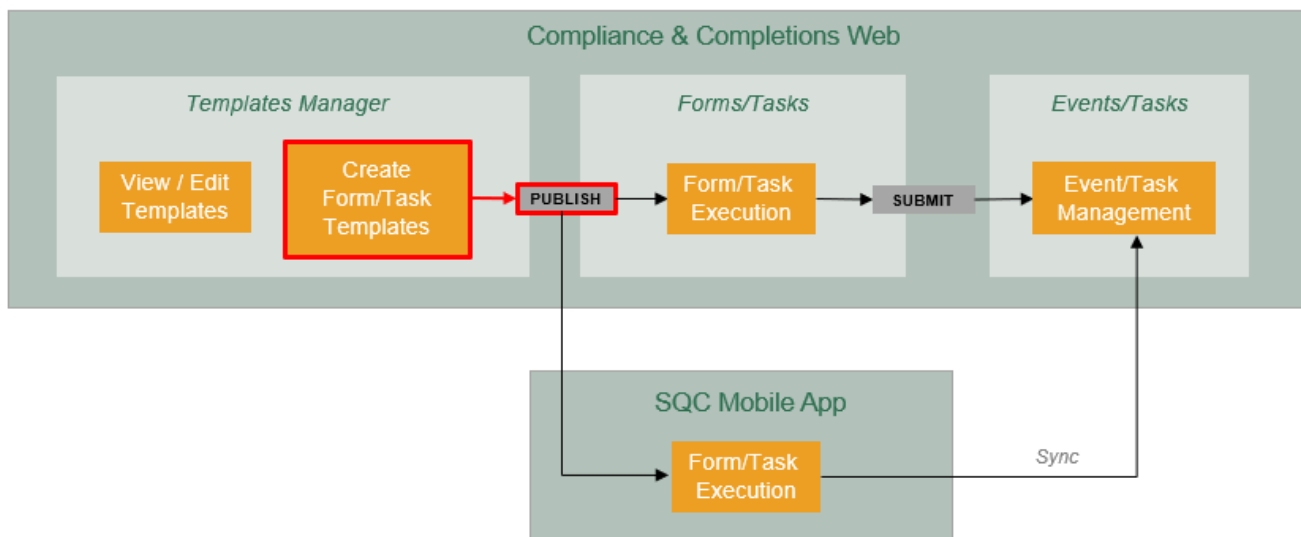 Compliance & Completions Web
Templates Manager
Forms/Tasks
Events/Tasks
View / Edit
Templates
Create
Form/Task
Templates
PUBLISH
Form/Task
Execution
SUBMIT
Event/Task
Management
SQC Mobile App
Form/Task
Execution
Sync